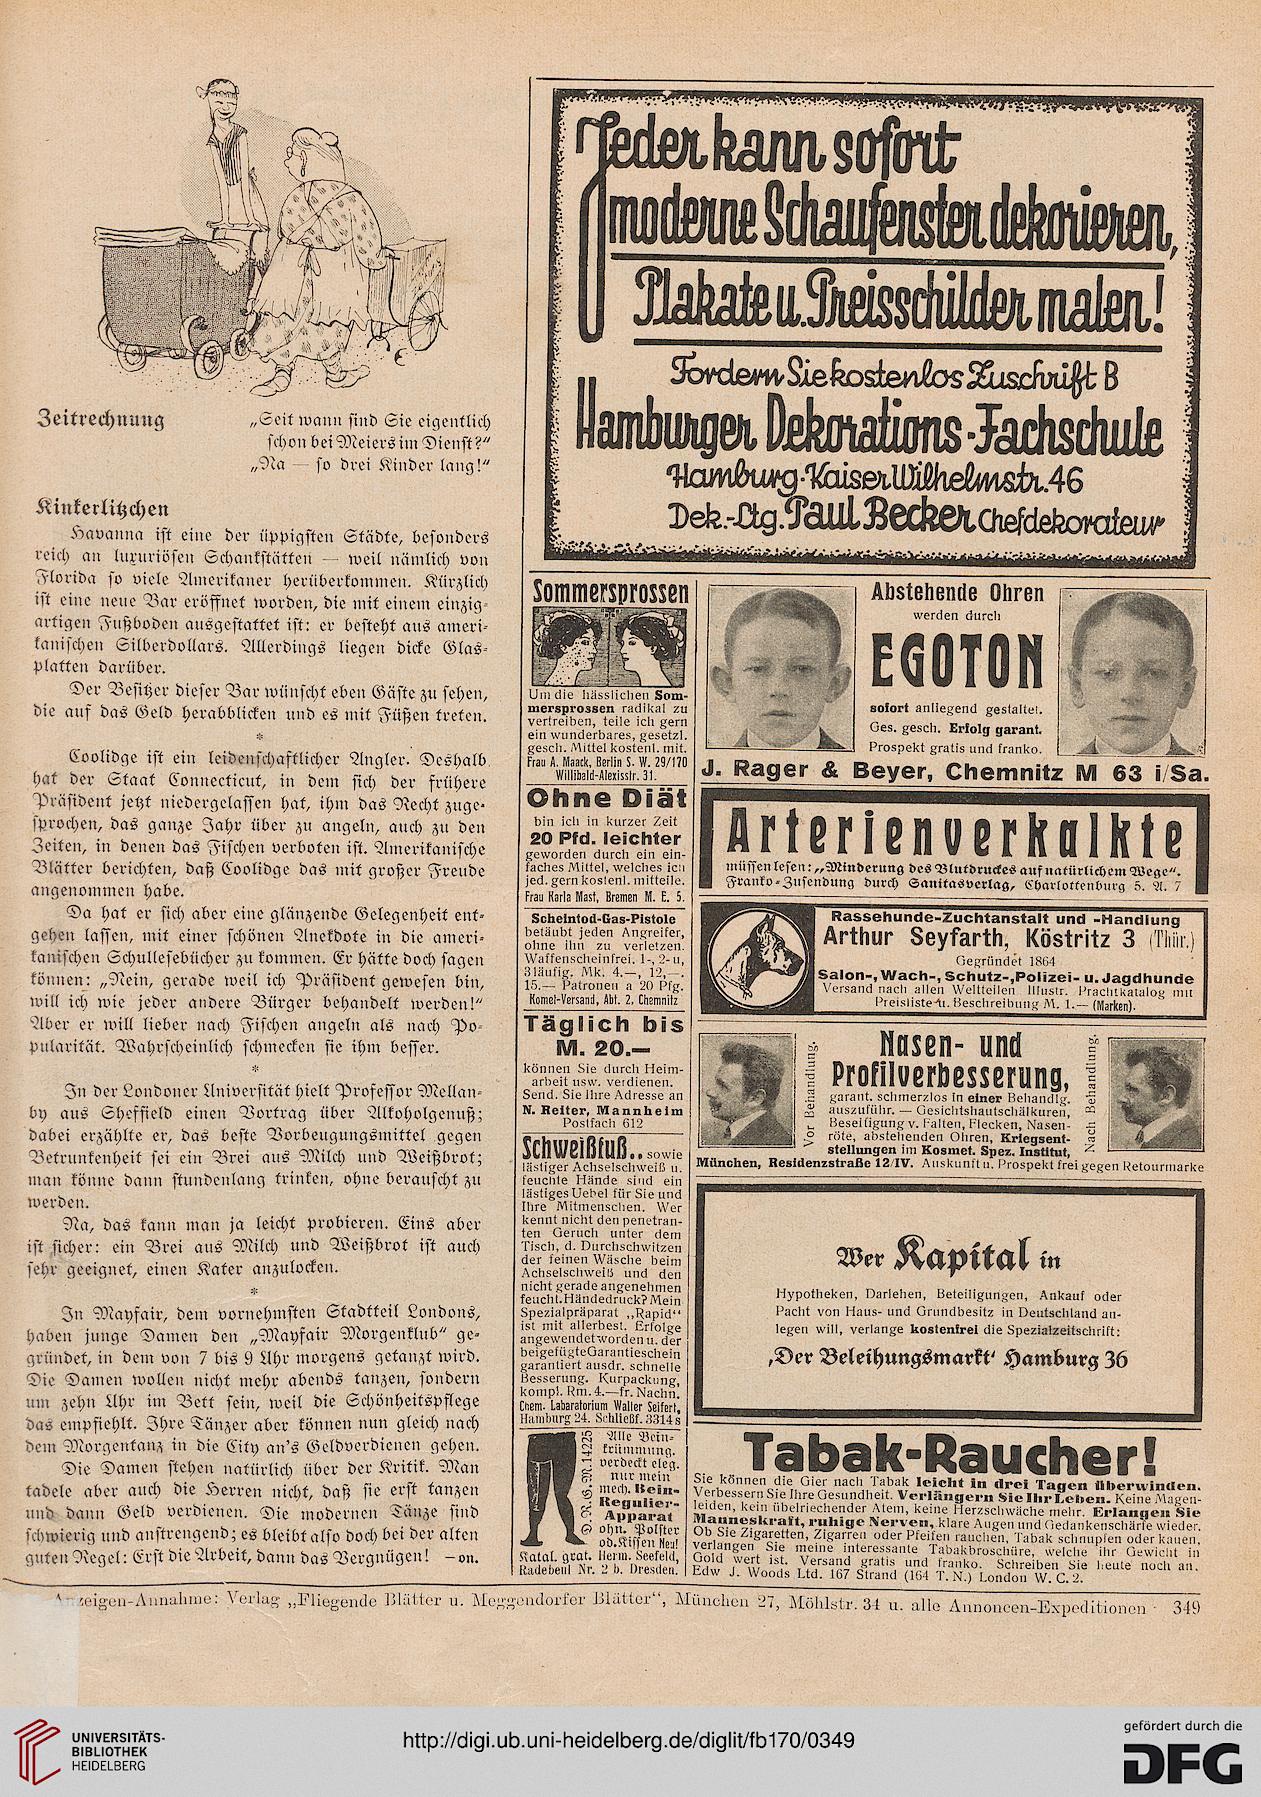 Zeitrechnung
„Seit wann sind Sie eigentlich
schon bei Meiers im Dienst?"
„Na — so drei Kinder lang!"
Kinkerlitzchen
Havanna ist eine der üppigsten Städte, besonders
reich an luxuriösen Schankstätten — weil nämlich von
Florida so viele Amerikaner herüberkommen. Kürzlich
ist eine neue Bar eröffnet worden, die mit einem einzig-
artigen Fußboden ausgestattet ist: er besteht aus ameri-
kanischen Silberdollars. Allerdings liegen dicke Glas-
platten darüber.
Der Besitzer dieser Bar wünscht eben Gäste zu sehen,
die auf das Geld herabblicken und es mit Füßen treten.
*
Coolidge ist ein leidenschaftlicher Angler. Deshalb
hat der Staat Connecticut, in dem sich der frühere
Präsident jetzt niedergelassen hat, ihm das Recht zuge-
sprochen, das ganze Jahr über zu angeln, auch zu den
Zeiten, in denen das Fischen verboten ist. Amerikanische
Blätter berichten, daß Coolidge das mit großer Freude
angenommen habe.
Da hat er sich aber eine glänzende Gelegenheit ent-
gehen lassen, mit einer schönen Anekdote in die ameri-
kanischen Schullesebücher zu kommen. Er hätte doch sagen
können: „Nein, gerade weil ich Präsident gewesen bin,
will ich wie jeder andere Bürger behandelt werden!"
Aber er will lieber nach Fischen angeln als nach Po-
pularität. Wahrscheinlich schmecken sie ihm besser.
*
In der Londoner Universität hielt Professor Mellan-
by aus Sheffield einen Vortrag über Alkoholgenuß;
dabei erzählte er, das beste Vorbeugungsmittel gegen
Betrunkenheit sei ein Brei aus Milch und Weißbrot;
man könne dann stundenlang trinken, ohne berauscht zu
werden.
Na, das kann man ja leicht probieren. Eins aber
ist sicher: ein Brei aus Milch und Weißbrot ist auch
sehr geeignet, einen Kater anzulocken.
*
In Mayfair, dem vornehmsten Stadtteil Londons,
haben junge Damen den „Mayfair Morgenklub" ge-
gründet, in dem von 7 bis 9 Uhr morgens getanzt wird.
Die Damen wollen nicht mehr abends tanzen, sondern
um zehn Uhr im Bett sein, weil die Schönheitspflege
das empfiehlt. Ihre Tänzer aber können nun gleich nach
dem Morgentanz in die City an's Geldverdienen gehen.
Die Damen stehen natürlich über der Kritik. Man
tadele aber auch die Herren nicht, daß sie erst tanzen
und dann Geld verdienen. Die modernen Tänze sind
schwierig und anstrengend; es bleibt also doch bei der alten
guten Regel: Erst die Arbeit, dann das Vergnügen! —on.
Jeder kann sofort
moderne Schaufenster dekorieren,
Plakate u. Preisschilder malen!
Fordern Sie kostenlos Zuschrift B
Hamburger Dekorations-Fachschule
Hamburg-Kaiser Wilhelmstr. 46
Dek.-Ltg. Paul Becker Chefdekorateur
Sommersprossen
Um die hässlichen Som-
mersprossen radikal zu
vertreiben, teile ich gern
ein wunderbares, gesetzl.
gesch. Mittel kostenl. mit.
Frau A. Maack, Berlin S. W. 29/170
Willibald-Alexisstr. 31.
Ohne Diät
bin ich in kurzer Zeit
20 Pfd. leichter
geworden durch ein ein-
faches Mittel, welches ich
jed. gern kostenl. mitteile.
Frau Karla Mast, Bremen M. E. 5.
Scheintod-Gas-Pistole
betäubt jeden Angreifer,
ohne ihn zu verletzen.
Waffenscheinfrei. 1-, 2- u,
3läufig. Mk. 4.—, 12,—.
15.— Patronen a 20 Pfg.
Komel-Versand, Abt. 2, Chemnitz
Täglich bis
M. 20.—
können Sie durch Heim-
arbeit usw. verdienen.
Send. Sie Ihre Adresse an
N. Reiter, Mannheim
Postfach 612
Schweißfuß.. sowie
lästiger Achselschweiß u.
feuchte Hände sind ein
lästiges Uebel für Sie und
Ihre Mitmenschen. Wer
kennt nicht den penetran-
ten Geruch unter dem
Tisch, d. Durchschwitzen
der feinen Wäsche beim
Achselschweiß und den
nicht gerade angenehmen
feucht. Händedruck? Mein
Spezialpräparat „Rapid"
ist mit allerbest. Erfolge
angewendet worden u. der
beigefügte Garantieschein
garantiert ausdr. schnelle
Besserung. Kurpackung,
kompl. Rm. 4.— fr. Nachn.
Chem. Labaratorium Walter Seifert,
Hamburg 24. Schließf. 3314 s
D. R. G. M. 14225
Alle Bein-
krümmung.
verdeckt eleg.
nur mein
mech. Bein-
Regulier-
Apparat
ohn. Polster
od. Kissen Neu!
Katal. grat. Herm. Seefeld,
Radebeul Nr. 2 b. Dresden.
Abstehende Ohren
werden durch
EGOTON
sofort anliegend gestaltet.
Ges. gesch. Erfolg garant.
Prospekt gratis und franko.
J. Rager & Beyer, Chemnitz M 63 i/Sa.
Arterienverkalkte
müssen lesen: „Minderung des Blutdruckes auf natürlichem Wege".
Franko-Zusendung durch Sanitasverlag, Charlottenburg 5. A. 7
Rassehunde-Zuchtanstalt und -Handlung
Arthur Seyfarth, Köstritz 3 (Thür.)
Gegründet 1864
Salon-, Wach-, Schutz-, Polizei- u. Jagdhunde
Versand nach allen Weltteilen. Illustr. Prachtkatalog mit
Preisliste u. Beschreibung M. 1.— (Marken).
Vor Behandlung.
Nasen- und
Profilverbesserung,
garant. schmerzlos In einer Behandlg.
auszuführ. — Gesichtshautschälkuren,
Beseitigung v. Falten, Flecken, Nasen-
röte, abstehenden Ohren, Kriegsent-
stellungen im Kosmet. Spez. Institut,
München, Residenzstraße 12/IV. Auskunft u. Prospekt frei gegen Retourmarke
Nach Behandlung.
Wer Kapital in
Hypotheken, Darlehen, Beteiligungen, Ankauf oder
Pacht von Haus- und Grundbesitz in Deutschland an-
legen will, verlange kostenfrei die Spezialzeitschrift:
‚Der Beleihungsmarkt' Hamburg 36
Tabak-Raucher!
Sie können die Gier nach Tabak leicht in drei Tagen überwinden.
Verbessern Sie Ihre Gesundheit. Verlängern Sie Ihr Leben. Keine Magen-
leiden, kein übelriechender Atem, keine Herzschwäche mehr. Erlangen Sie
Manneskraft, ruhige Nerven, klare Augen und Gedankenschärfe wieder.
Ob Sie Zigaretten, Zigarren oder Pfeifen rauchen, Tabak schnupfen oder kauen,
verlangen Sie meine interessante Tabakbroschüre, welche ihr Gewicht in
Gold wert ist. Versand gratis und franko. Schreiben Sie heute noch an.
Edw J. Woods Ltd. 167 Strand (164 T. N.) London W. C. 2.
Anzeigen-Annahme: Verlag „Fliegende Blätter u. Meggendorfer Blätter", München 27, Möhlstr. 34 u. alle Annoncen-Expeditionen 349
UNIVERSITÄTS-
BIBLIOTHEK
HEIDELBERG
http://digi.ub.uni-heidelberg.de/diglit/fb170/0349
gefördert durch die
DFG